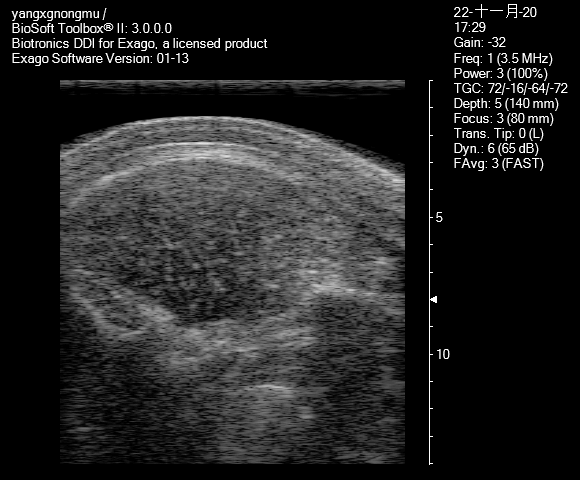 yangxgnongmu /
BioSoft Toolbox® II: 3.0.0.0
Biotronics DDI for Exago, a licensed product
Exago Software Version: 01-13
22-十一月-20
17:29
Gain: -32
Freq: 1 (3.5 MHz)
Power: 3 (100%)
TGC: 72/-16/-64/-72
Depth: 5 (140 mm)
Focus: 3 (80 mm)
Trans. Tip: 0 (L)
Dyn.: 6 (65 dB)
FAvg: 3 (FAST)
5
10